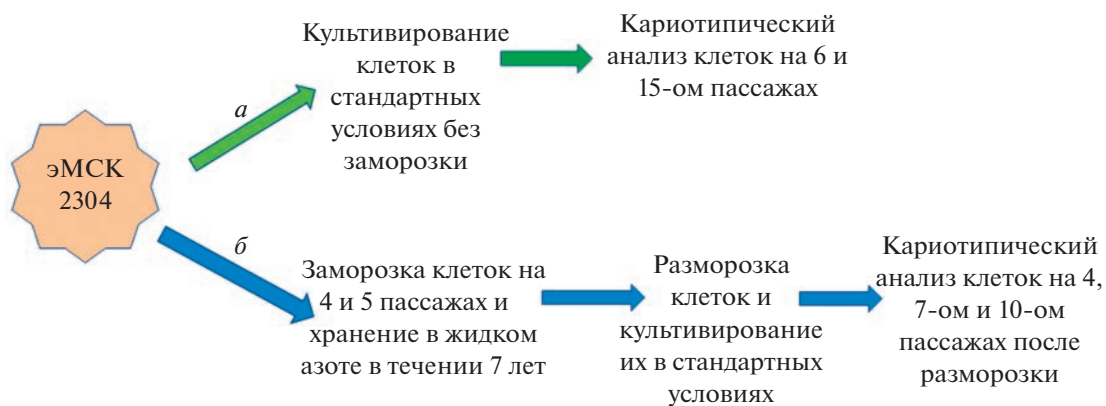 эМСК
2304
а
Культивирование
клеток в
стандартных
условиях без
заморозки
Кариотипический
анализ клеток на 6 и
15-ом пассажах
б
Заморозка клеток на
4 и 5 пассажах и
хранение в жидком
азоте в течении 7 лет
Разморозка
клеток и
культивирование
их в стандартных
условиях
Кариотипический
анализ клеток на 4,
7-ом и 10-ом
пассажах после
разморозки